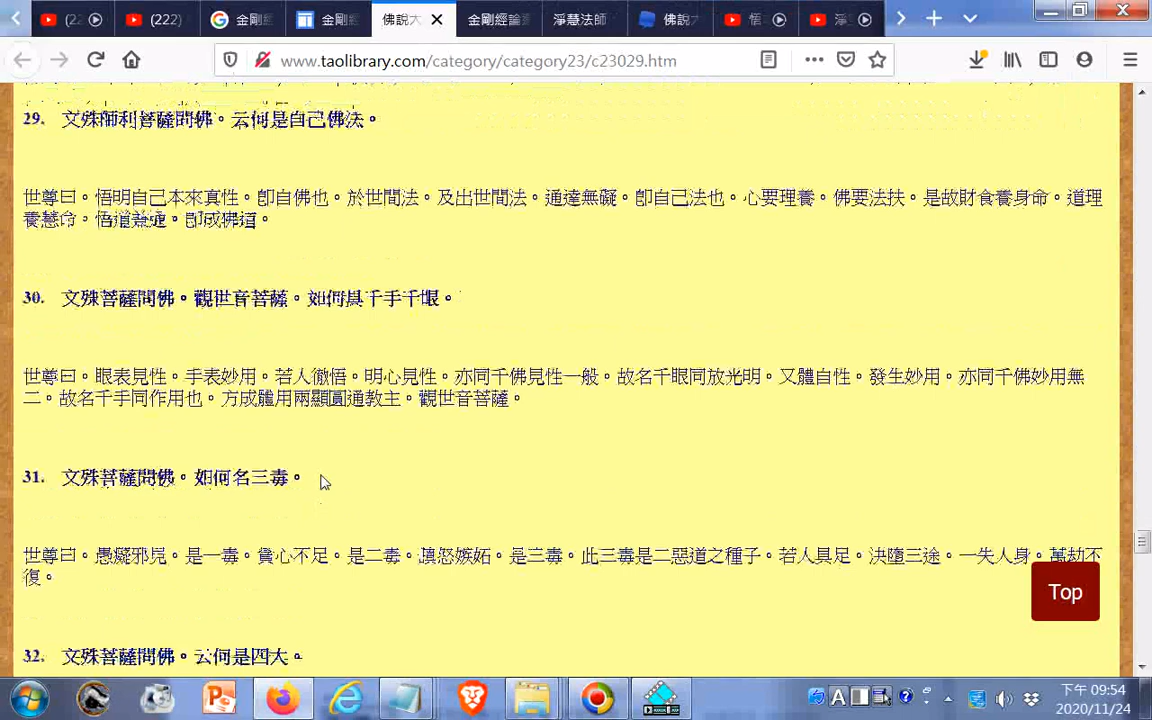 (22
(222)
金剛經
金剛經
佛說大
金剛經論
淨慧法師
佛說大
悟
淨
www.taolibrary.com/category/category23/c23029.htm
29. 文殊師利菩薩問佛。云何是自己佛法。
世尊曰。悟明自己本來真性。卽自佛也。於世間法。及出世間法。通達無礙。卽自己法也。心要理養。佛要法扶。是故財食養身命。道理
養慧命。悟道兼通。卽成佛道。
30. 文殊菩薩問佛。觀世音菩薩。如何具千手千眼。
世尊曰。眼表見性。手表妙用。若人徹悟。明心見性。亦同千佛見性一般。故名千眼同放光明。又體自性。發生妙用。亦同千佛妙用無
二。故名千手同作用也。方成體用兩顯圓通教主。觀世音菩薩。
31. 文殊菩薩問佛。如何名三毒。
世尊曰。愚癡邪見。是一毒。貪心不足。是二毒。瞋怒嫉妬。是三毒。此三毒是三惡道之種子。若人具足。決墮三途。一失人身。萬劫不
復。
Top
32. 文殊菩薩問佛。云何是四大。
下午 09:54
2020/11/24